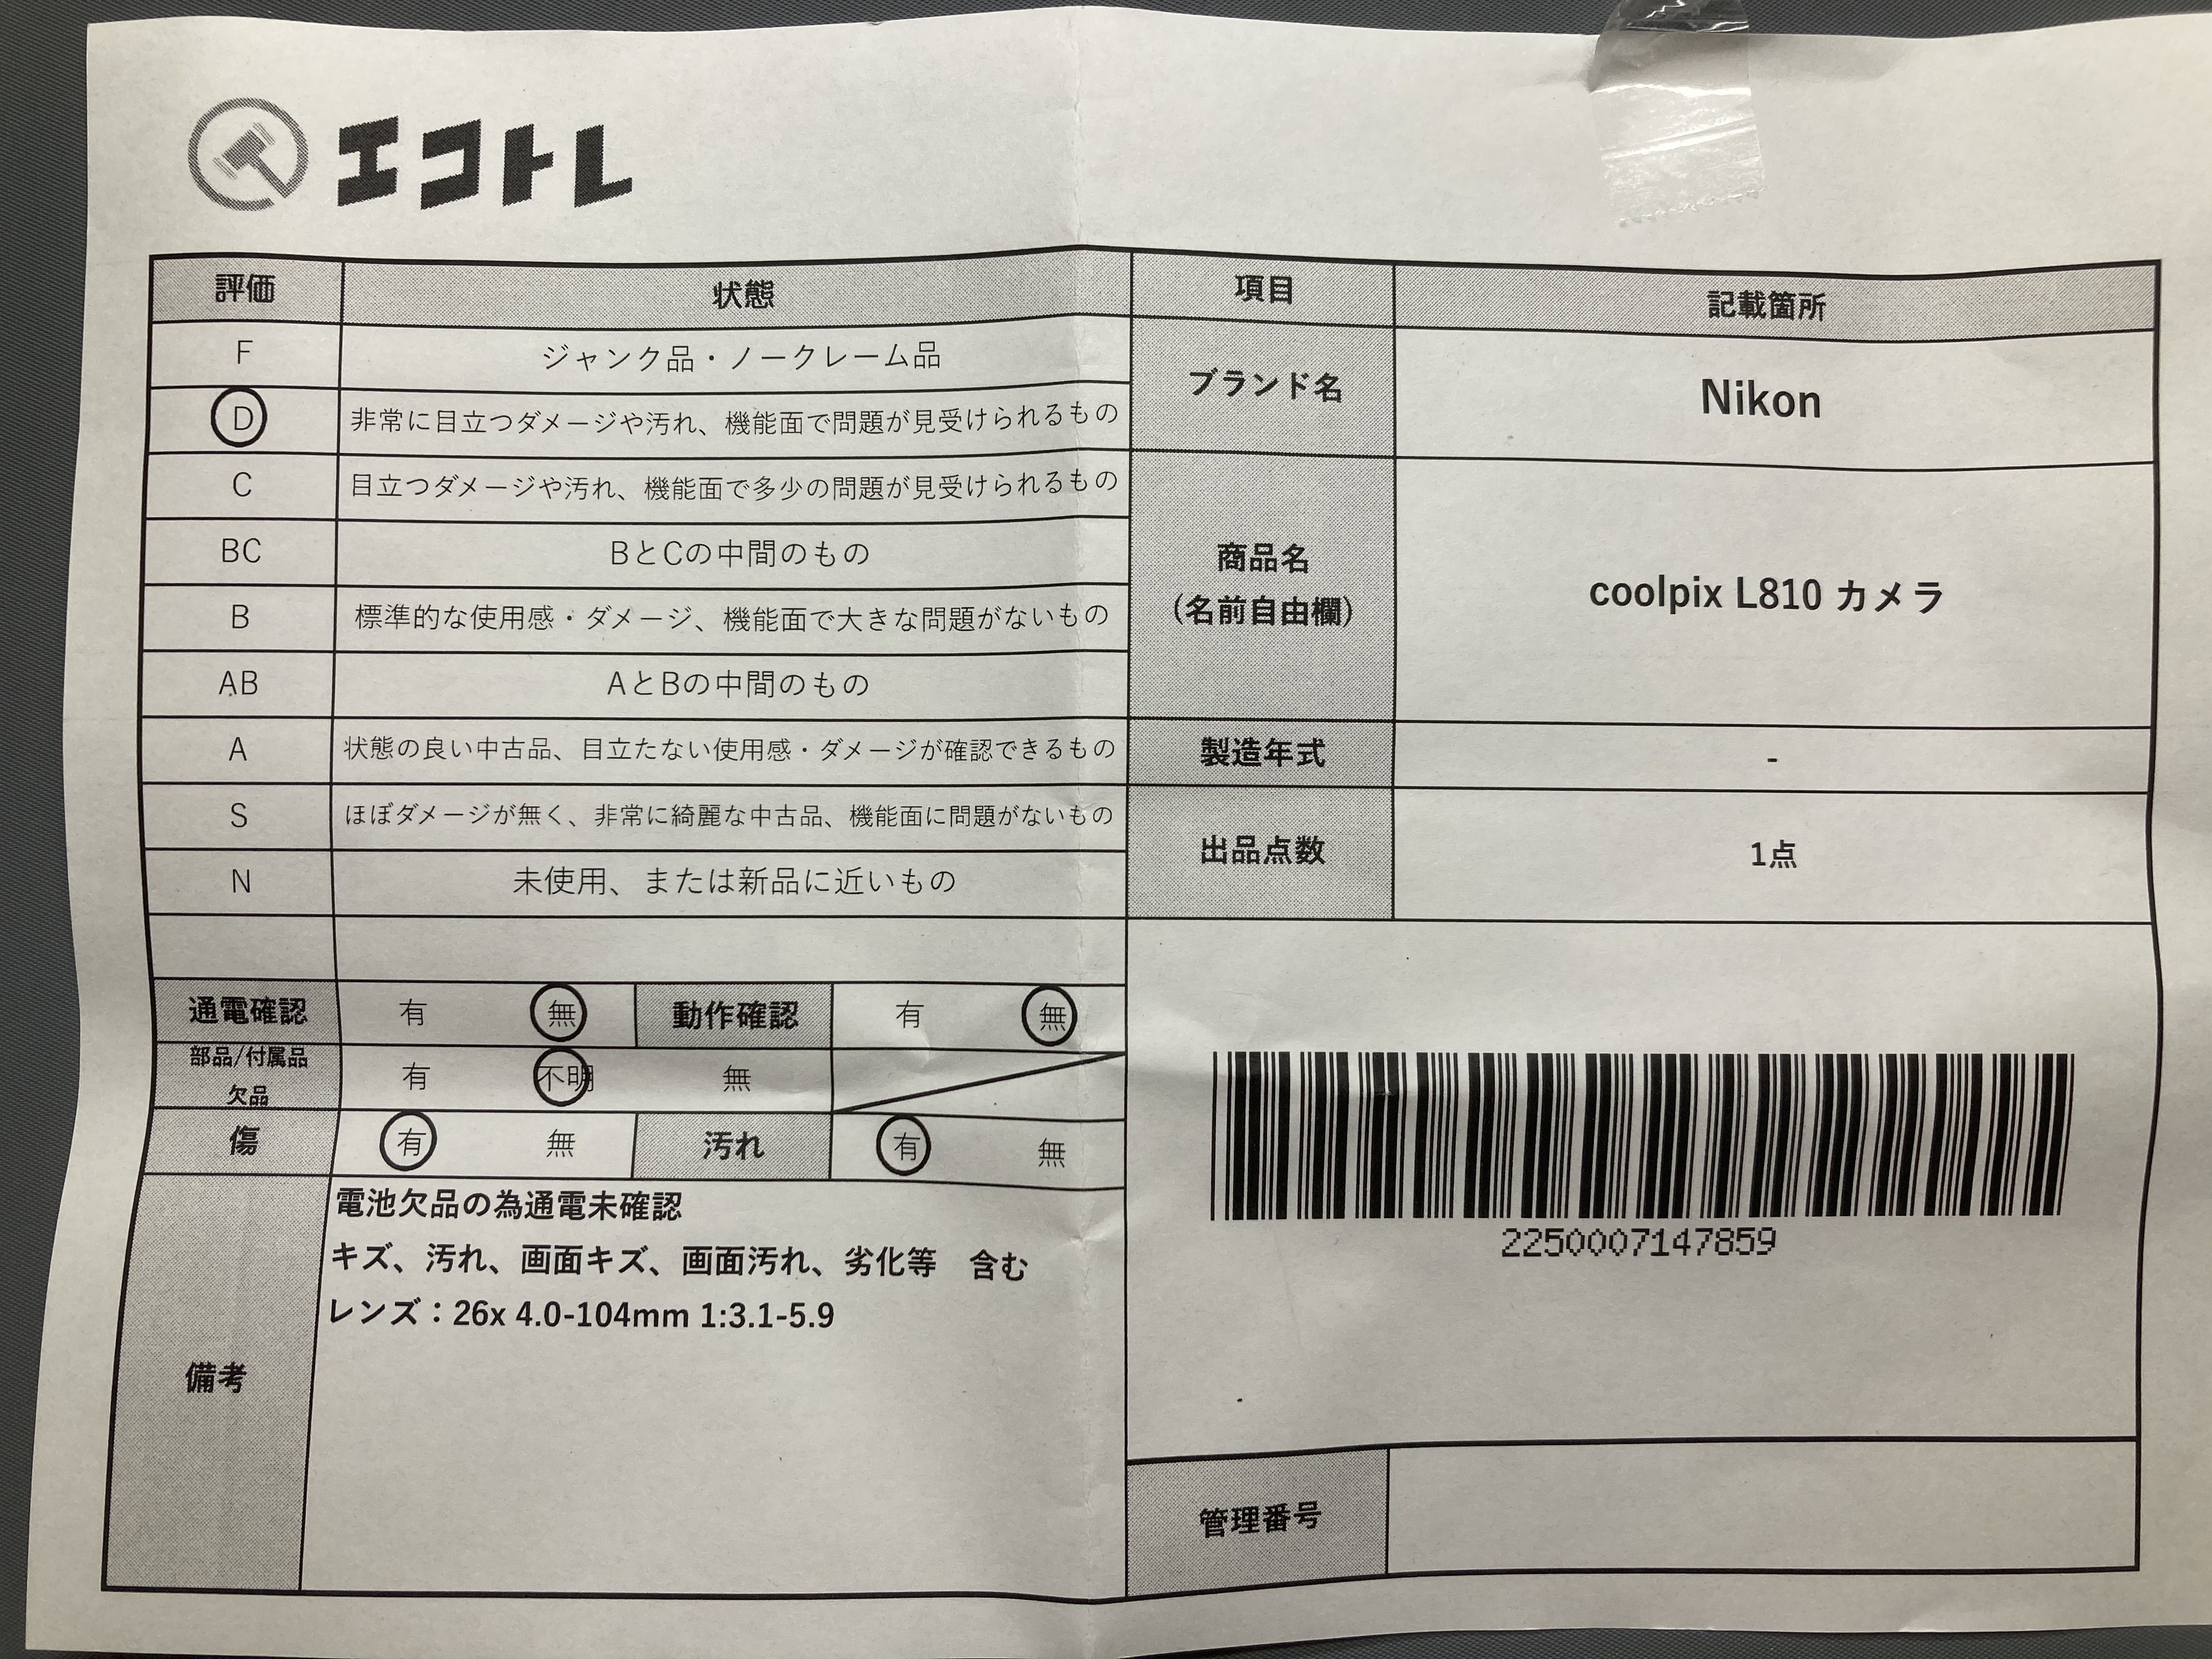 エコトレ
評価 状態
F ジャンク品・ノークレーム品
D 非常に目立つダメージや汚れ、機能面で問題が見受けられるもの
C 目立つダメージや汚れ、機能面で多少の問題が見受けられるもの
BC BとCの中間のもの
B 標準的な使用感・ダメージ、機能面で大きな問題がないもの
AB AとBの中間のもの
A 状態の良い中古品、目立たない使用感・ダメージが確認できるもの
S ほぼダメージが無く、非常に綺麗な中古品、機能面に問題がないもの
N 未使用、または新品に近いもの
通電確認 有 無 動作確認 有 無
部品/付属品
欠品
有 不明 無
傷 有 無 汚れ 有 無
備考
電池欠品の為通電未確認
キズ、汚れ、画面キズ、画面汚れ、劣化等 含む
レンズ：26x 4.0-104mm 1:3.1-5.9
項目 記載箇所
ブランド名 Nikon
商品名
(名前自由欄)
coolpix L810 カメラ
製造年式 -
出品点数 1点
2250007147859
管理番号